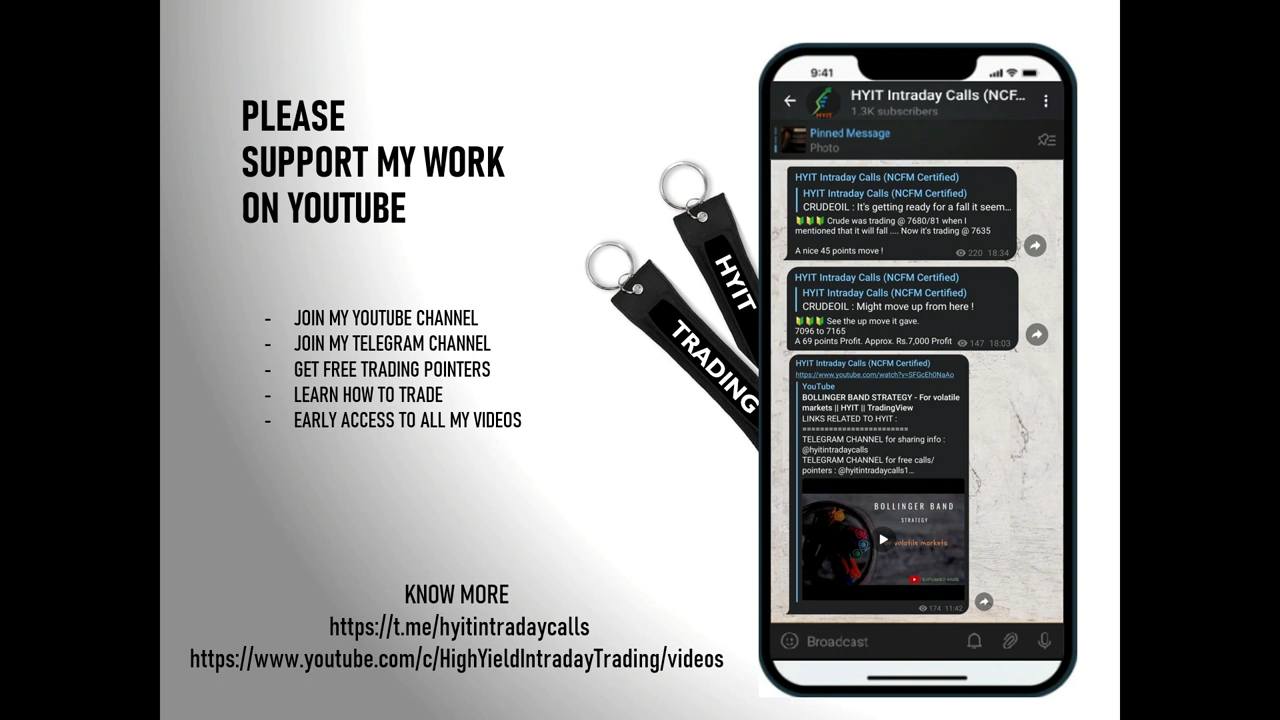 PLEASE
SUPPORT MY WORK
ON YOUTUBE
- JOIN MY YOUTUBE CHANNEL
- JOIN MY TELEGRAM CHANNEL
- GET FREE TRADING POINTERS
- LEARN HOW TO TRADE
- EARLY ACCESS TO ALL MY VIDEOS
KNOW MORE
https://t.me/hyitintradaycalls
https://www.youtube.com/c/HighYieldIntradayTrading/videos
HYIT
TRADING
9:41
HYIT
HYIT Intraday Calls (NCF...
1.3K subscribers
Pinned Message
Photo
HYIT Intraday Calls (NCFM Certified)
HYIT Intraday Calls (NCFM Certified)
CRUDEOIL : It's getting ready for a fall it seem...
Crude was trading @ 7680/81 when I
mentioned that it will fall .... Now it's trading @ 7635
A nice 45 points move !
220 18:34
HYIT Intraday Calls (NCFM Certified)
HYIT Intraday Calls (NCFM Certified)
CRUDEOIL : Might move up from here !
See the up move it gave.
7096 to 7165
A 69 points Profit. Approx. Rs.7,000 Profit
147 18:03
HYIT Intraday Calls (NCFM Certified)
https://www.youtube.com/watch?v=SFGcEh0NaAo
YouTube
BOLLINGER BAND STRATEGY - For volatile
markets || HYIT || TradingView
LINKS RELATED TO HYIT :
========================
TELEGRAM CHANNEL for sharing info :
@hyitintradaycalls
TELEGRAM CHANNEL for free calls/
pointers : @hyitintradaycalls1...
BOLLINGER BAND
STRATEGY
volatile markets
174 11:42
Broadcast